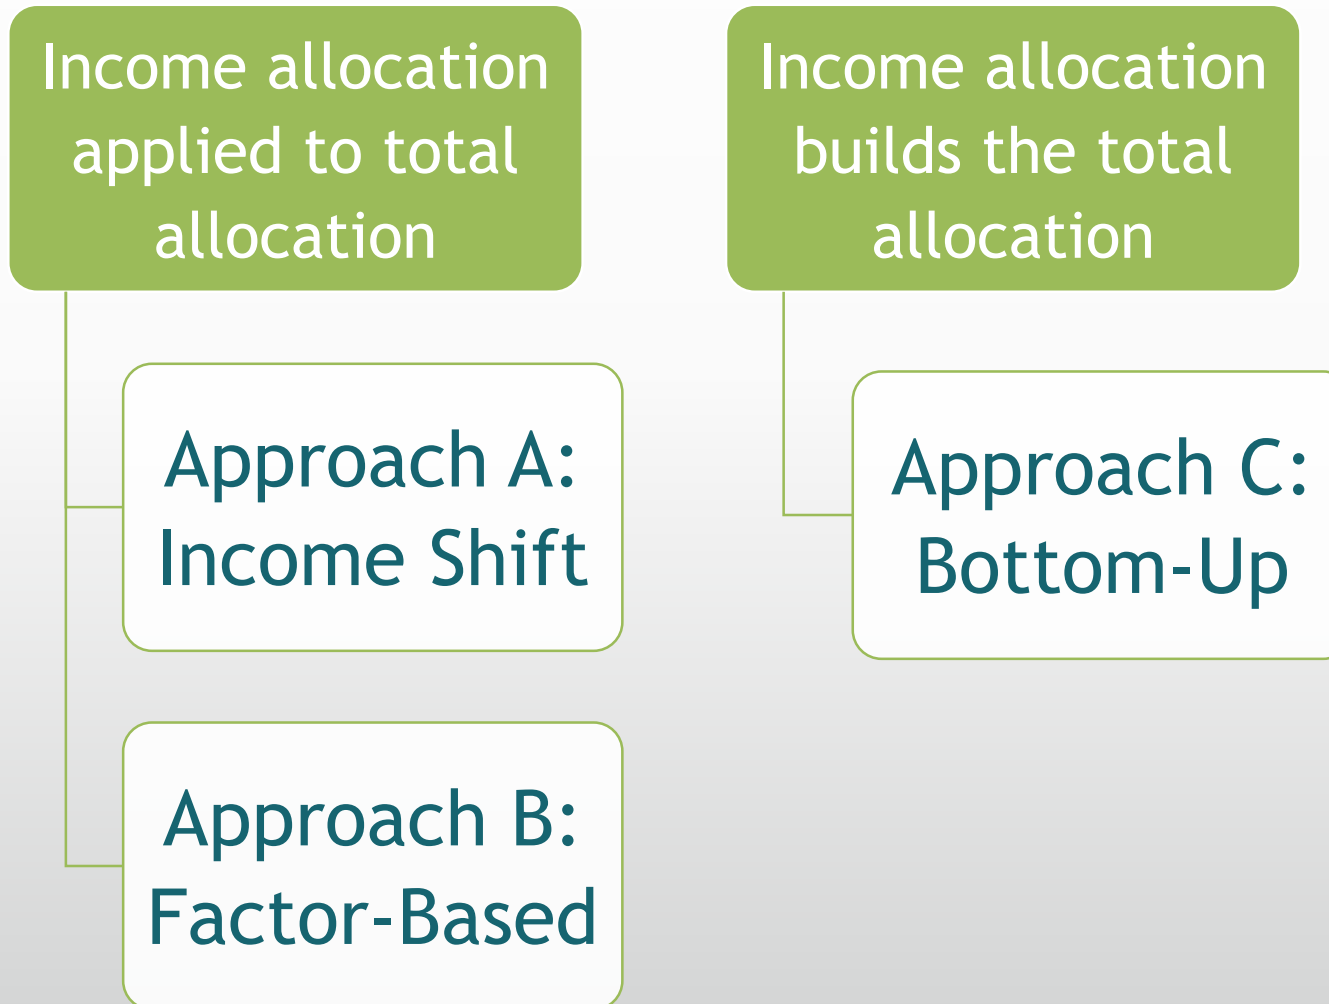 Income allocation
applied to total
allocation
Approach A:
Income Shift
Approach B:
Factor-Based
Income allocation
builds the total
allocation
Approach C:
Bottom-Up